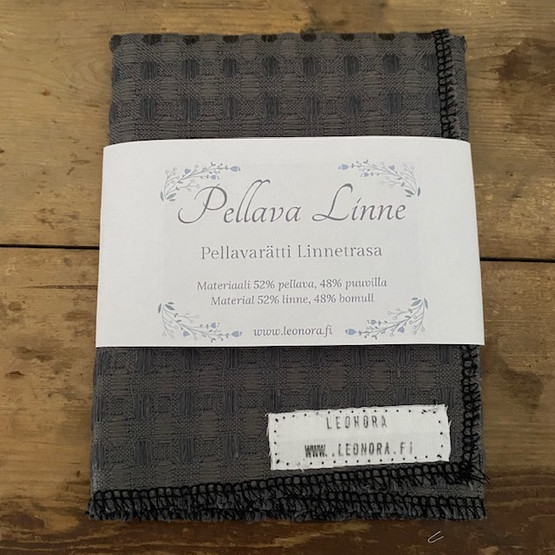 Pellava Linne
Pellavarätti Linnetrasa
Materiaali 52% pellava, 48% puuvilla
Material 52% linne, 48% bomull
www.leonora.fi
LEONORA
WWW.LEONORA.Fi